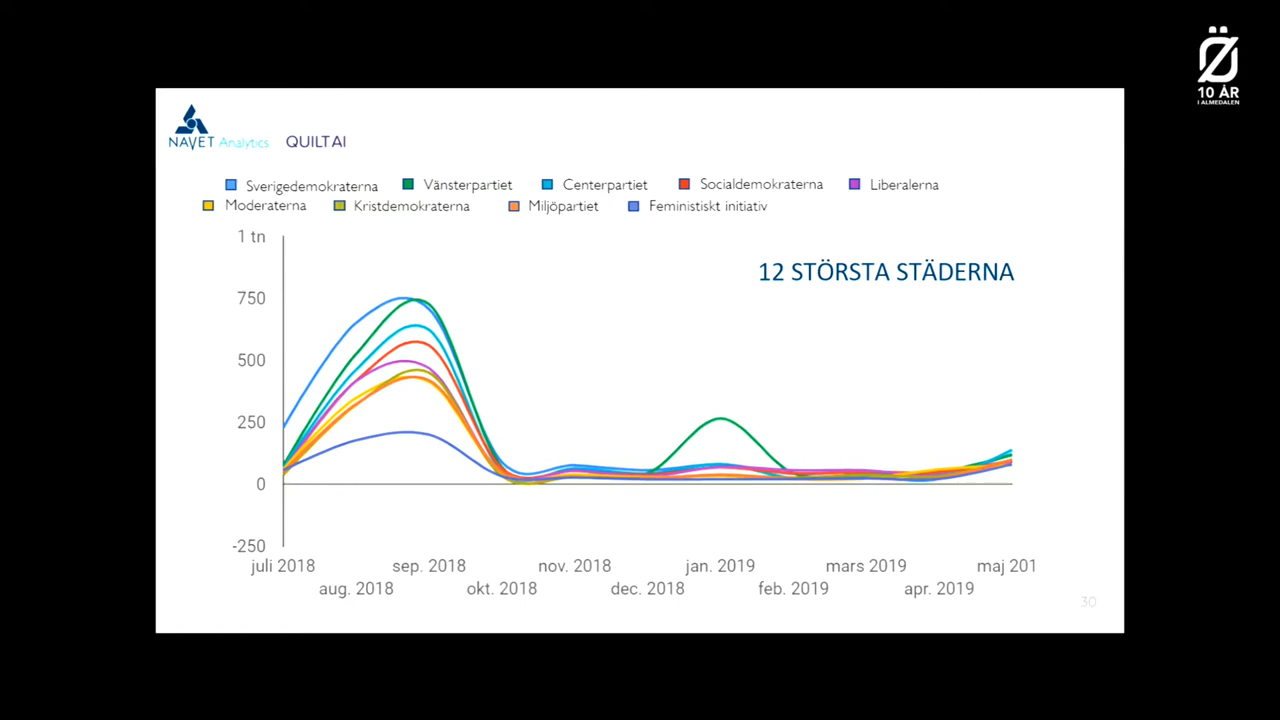 Ö
10 ÅR
I ALMEDALEN
NAVET Analytics QUILT.AI
Sverigedemokraterna Vänsterpartiet Centerpartiet Socialdemokraterna Liberalerna
Moderaterna Kristdemokraterna Miljöpartiet Feministiskt initiativ
12 STÖRSTA STÄDERNA
1 tn
750
500
250
0
-250
juli 2018 sep. 2018 nov. 2018 jan. 2019 mars 2019 maj 201
aug. 2018 okt. 2018 dec. 2018 feb. 2019 apr. 2019
30